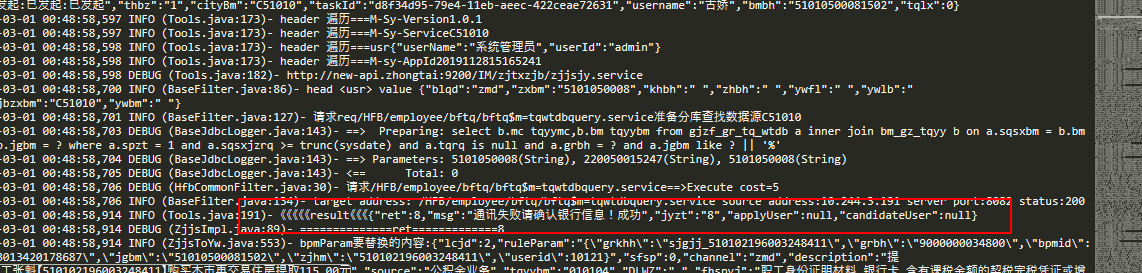 发起:已发起:已发起","thbz":"1","cityBm":"C51010","taskId":"d8f34d95-79e4-11eb-aeec-422ceae72631","username":"古娇","bmbh":"51010500081502","tqlx":0}
-03-01 00:48:58,597 INFO (Tools.java:173)- header 遍历===M-Sy-Version1.0.1
-03-01 00:48:58,597 INFO (Tools.java:173)- header 遍历===M-Sy-ServiceC51010
-03-01 00:48:58,598 INFO (Tools.java:173)- header 遍历===usr{"userName":"系统管理员","userId":"admin"}
-03-01 00:48:58,598 INFO (Tools.java:173)- header 遍历===M-sy-AppId2019112815165241
-03-01 00:48:58,598 DEBUG (Tools.java:182)- http://new-api.zhongtai:9200/IM/zjtxzjb/zjjsjy.service
-03-01 00:48:58,700 INFO (BaseFilter.java:86)- head <usr> value {"blqd":"zmd","zxbm":"5101050008","khbh":" ","zhbh":" ","ywfl":" ","ywlb":"
jbzxbm":"C51010","ywbm":" "}
-03-01 00:48:58,701 INFO (BaseFilter.java:127)- 请求req/HFB/employee/bftq/bftq$m=tqwtdbquery.service准备分库查找数据源C51010
-03-01 00:48:58,703 DEBUG (BaseJdbcLogger.java:143)- ==> Preparing: select b.mc tqyymc,b.bm tqyybm from gjzf_gr_tq_wtdb a inner join bm_gz_tqyy b on a.sqsxbm = b.bm
b.jgbm = ? where a.spzt = 1 and a.sqsxjzrq >= trunc(sysdate) and a.tqrq is null and a.grbh = ? and a.jgbm like ? || '%'
-03-01 00:48:58,704 DEBUG (BaseJdbcLogger.java:143)- ==> Parameters: 5101050008(String), 220050015247(String), 5101050008(String)
-03-01 00:48:58,705 DEBUG (BaseJdbcLogger.java:143)- <== Total: 0
-03-01 00:48:58,706 DEBUG (HfbCommonFilter.java:30)- 请求/HFB/employee/bftq/bftq$m=tqwtdbquery.service==>Execute cost=5
-03-01 00:48:58,706 INFO (BaseFilter.java:154)- target address: /HFB/employee/bftq/bftq$m=tqwtdbquery.service source address:10.244.3.191 server port:8082 status:200
-03-01 00:48:58,914 INFO (Tools.java:191)- 《《《《《result《《《{"ret":8,"msg":"通讯失败请确认银行信息！成功","jyzt":"8","applyUser":null,"candidateUser":null}
-03-01 00:48:58,914 DEBUG (ZjjsImpl.java:89)- ==============ret=============8
-03-01 00:48:58,915 INFO (ZjjsToYw.java:553)- bpmParam要替换的内容:{"lcjd":2,"ruleParam":"{\"grkhh\":\"sjgjj_510102196003248411\",\"grbh\":\"9000000034800\",\"bpmid\":
3013420178687\",\"jgbm\":\"51010500081502\",\"zjhm\":\"510102196003248411\",\"userid\":10121}","sfsp":0,"channel":"zmd","description":"提